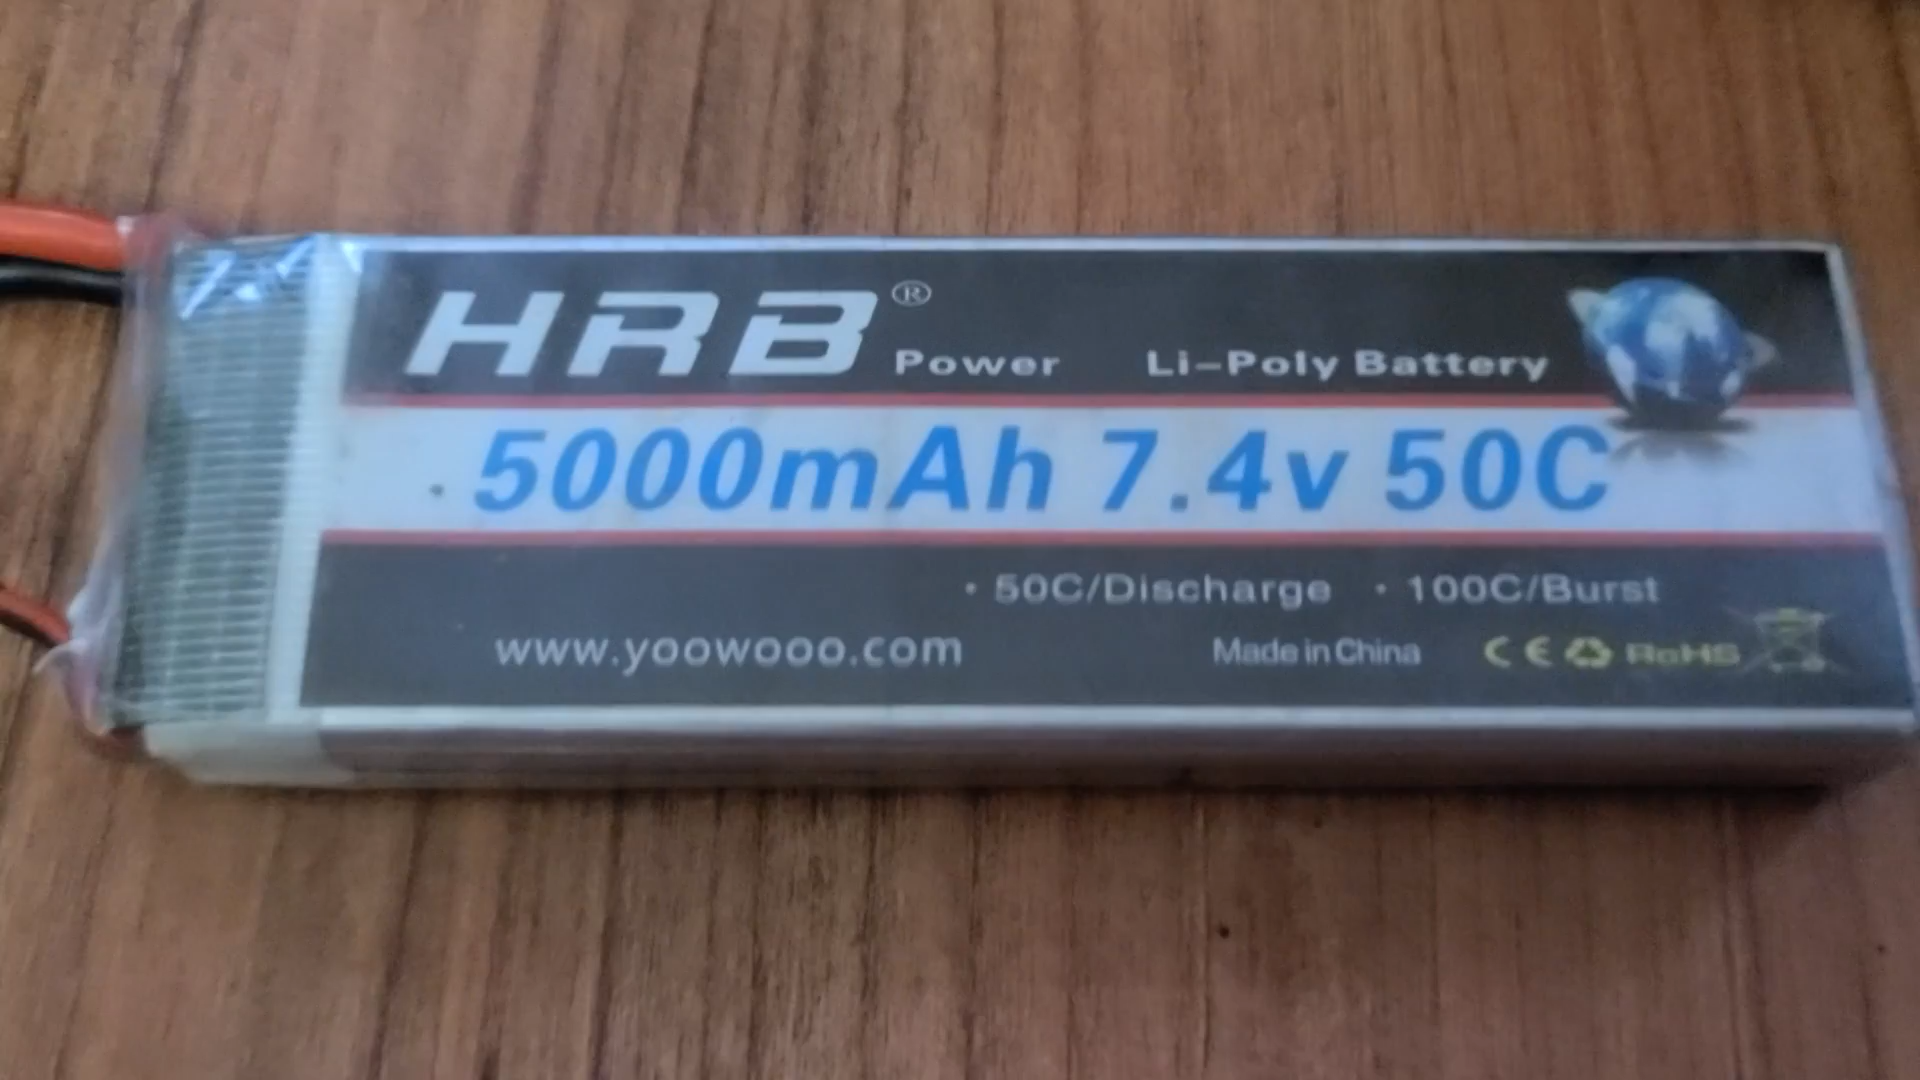 HRB® Power Li-Poly Battery
5000mAh 7.4v 50C
• 50C/Discharge • 100C/Burst
www.yoowooo.com Made in China CE RoHS